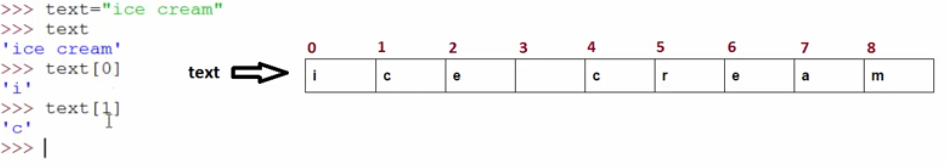 >>> text="ice cream"
>>> text
'ice cream'
>>> text[0]
'i'
>>> text[1]
'c'
>>>
0 1 2 3 4 5 6 7 8
text i c e c r e a m